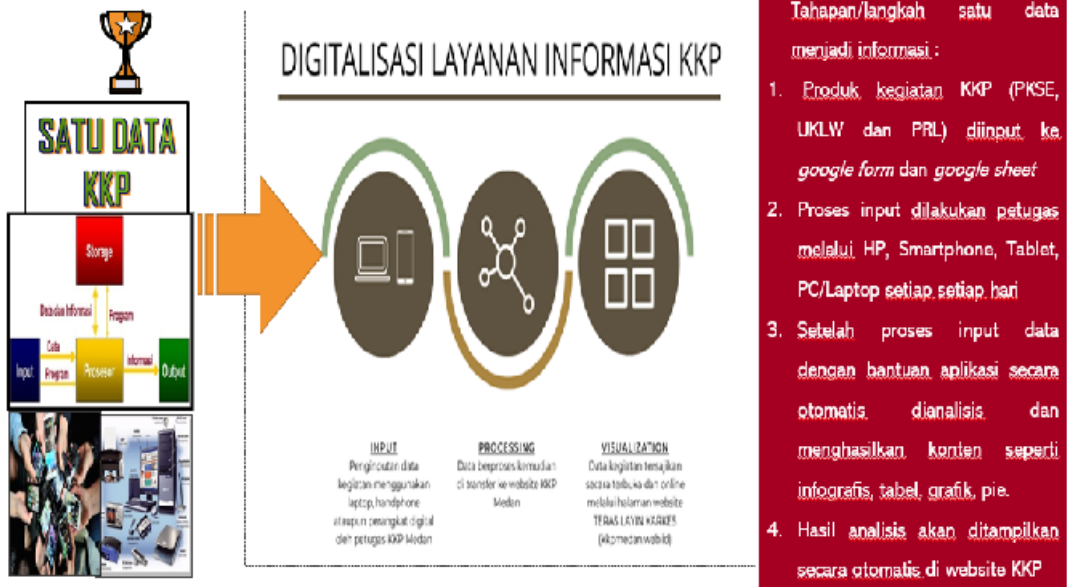 SATU DATA
KKP
Storage
Data dan Informasi
Program
Data
Program
Informasi
Input
Prosesor
Output
DIGITALISASI LAYANAN INFORMASI KKP
INPUT
Penginputan data
kegiatan menggunakan
laptop, handphone
ataupun perangkat digital
oleh petugas KKP Medan
PROCESSING
Data berproses kemudian
di transfer ke website KKP
Medan
VISUALIZATION
Data kegiatan tersajikan
secara terbuka dan online
melalui halaman website
TERAS LAYIN KARKES
Tahapan/langkah satu data
menjadi informasi :
1. Produk kegiatan KKP (PKSE,
UKLW dan PRL) diinput ke
google form dan google sheet
2. Proses input dilakukan petugas
melalui HP, Smartphone, Tablet,
PC/Laptop setiap setiap hari
3. Setelah proses input data
dengan bantuan aplikasi secara
otomatis dianalisis dan
menghasilkan konten seperti
infografis, tabel, grafik, pie.
4. Hasil analisis akan ditampilkan
secara otomatis di website KKP